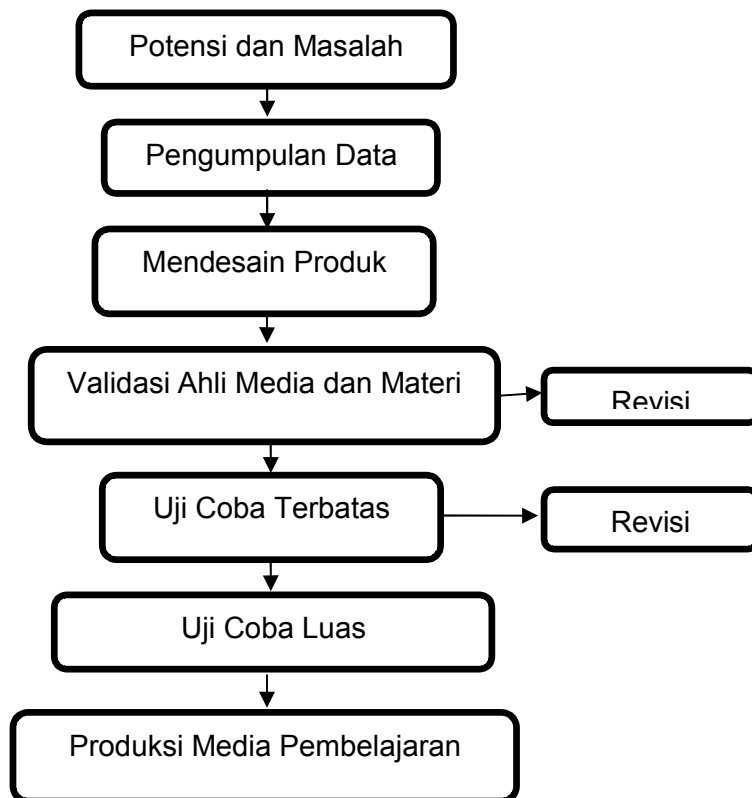 Potensi dan Masalah
Pengumpulan Data
Mendesain Produk
Validasi Ahli Media dan Materi
Revisi
Uji Coba Terbatas
Revisi
Uji Coba Luas
Produksi Media Pembelajaran